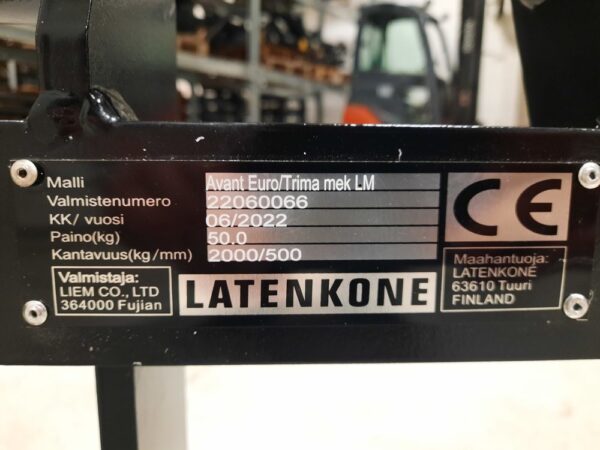 Malli Avant Euro/Trima mek LM
Valmistenumero 22060066
KK/ vuosi 06/2022
Paino(kg) 50.0
Kantavuus(kg/mm) 2000/500
CE
Valmistaja:
LIEM CO., LTD
364000 Fujian
LATENKONE
Maahantuoja:
LATENKONE
63610 Tuuri
FINLAND